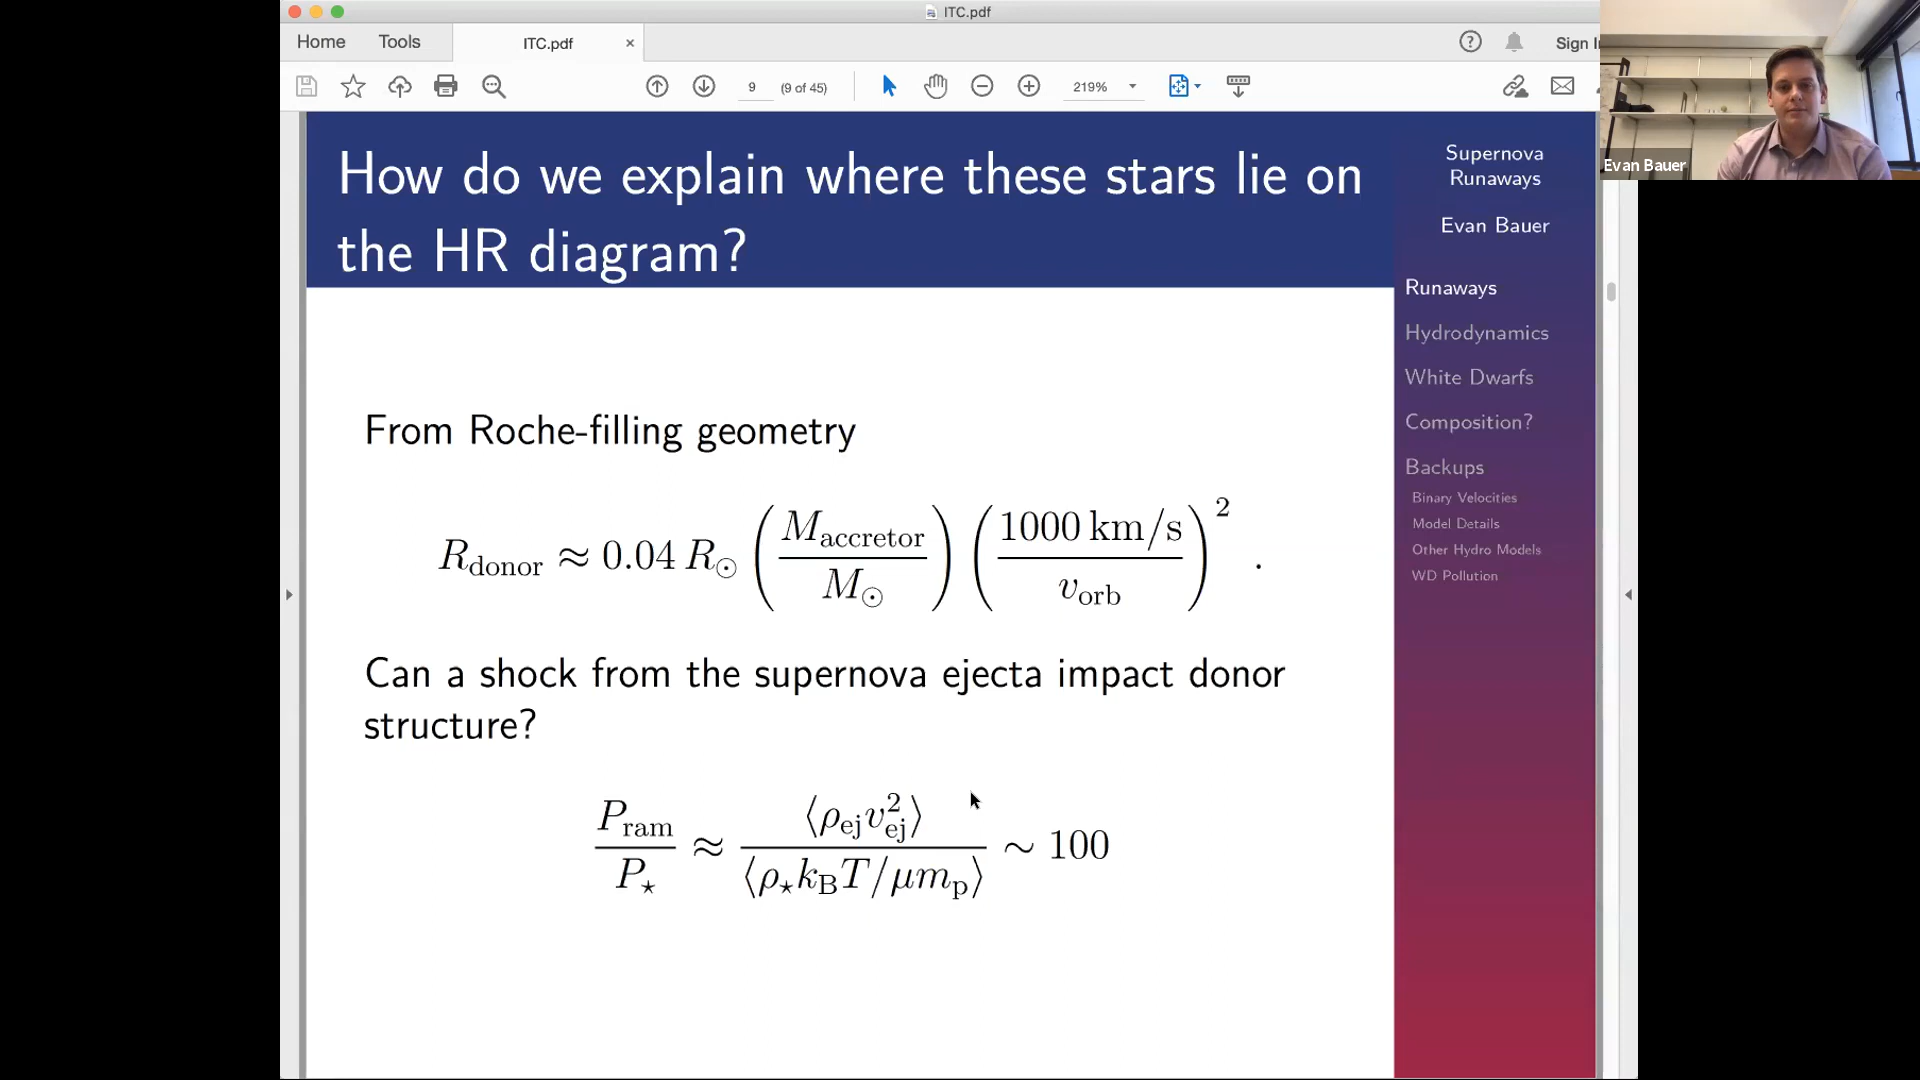 ITC.pdf
Home Tools ITC.pdf × Sign I
9 (9 of 45) 219%
Evan Bauer
How do we explain where these stars lie on
the HR diagram?
Supernova
Runaways
Evan Bauer
Runaways
Hydrodynamics
White Dwarfs
Composition?
Backups
Binary Velocities
Model Details
Other Hydro Models
WD Pollution
From Roche-filling geometry
R_donor ≈ 0.04 R_⊙ (M_accretor / M_⊙) (1000 km/s / v_orb)^2 .
Can a shock from the supernova ejecta impact donor
structure?
P_ram / P_⋆ ≈ ⟨ρ_ej v_ej^2⟩ / ⟨ρ_⋆ k_B T/μm_p⟩ ∼ 100